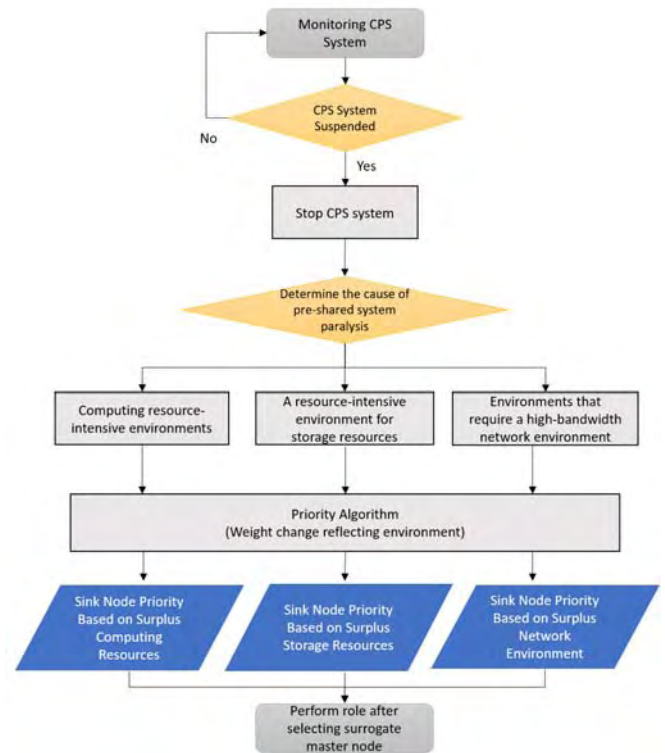 Monitoring CPS
System
CPS System
Suspended
No
Yes
Stop CPS system
Determine the cause of
pre-shared system
paralysis
Computing resource-
intensive environments
A resource-intensive
environment for
storage resources
Environments that
require a high-bandwidth
network environment
Priority Algorithm
(Weight change reflecting environment)
Sink Node Priority
Based on Surplus
Computing
Resources
Sink Node Priority
Based on Surplus
Storage Resources
Sink Node Priority
Based on Surplus
Network
Environment
Perform role after
selecting surrogate
master node